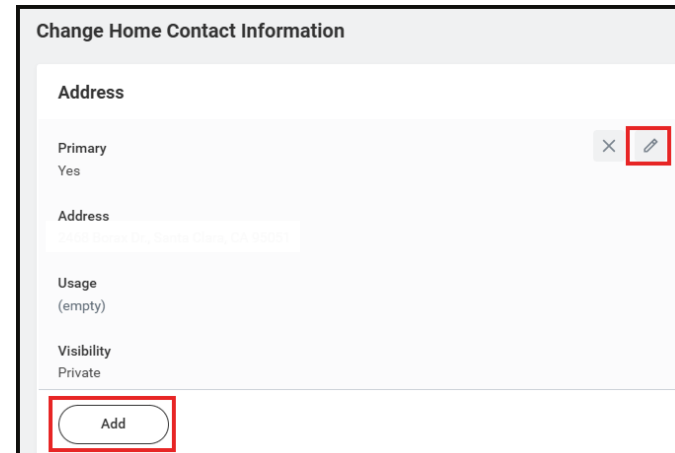 Change Home Contact Information
Address
Primary
Yes
Address
Usage
(empty)
Visibility
Private
Add